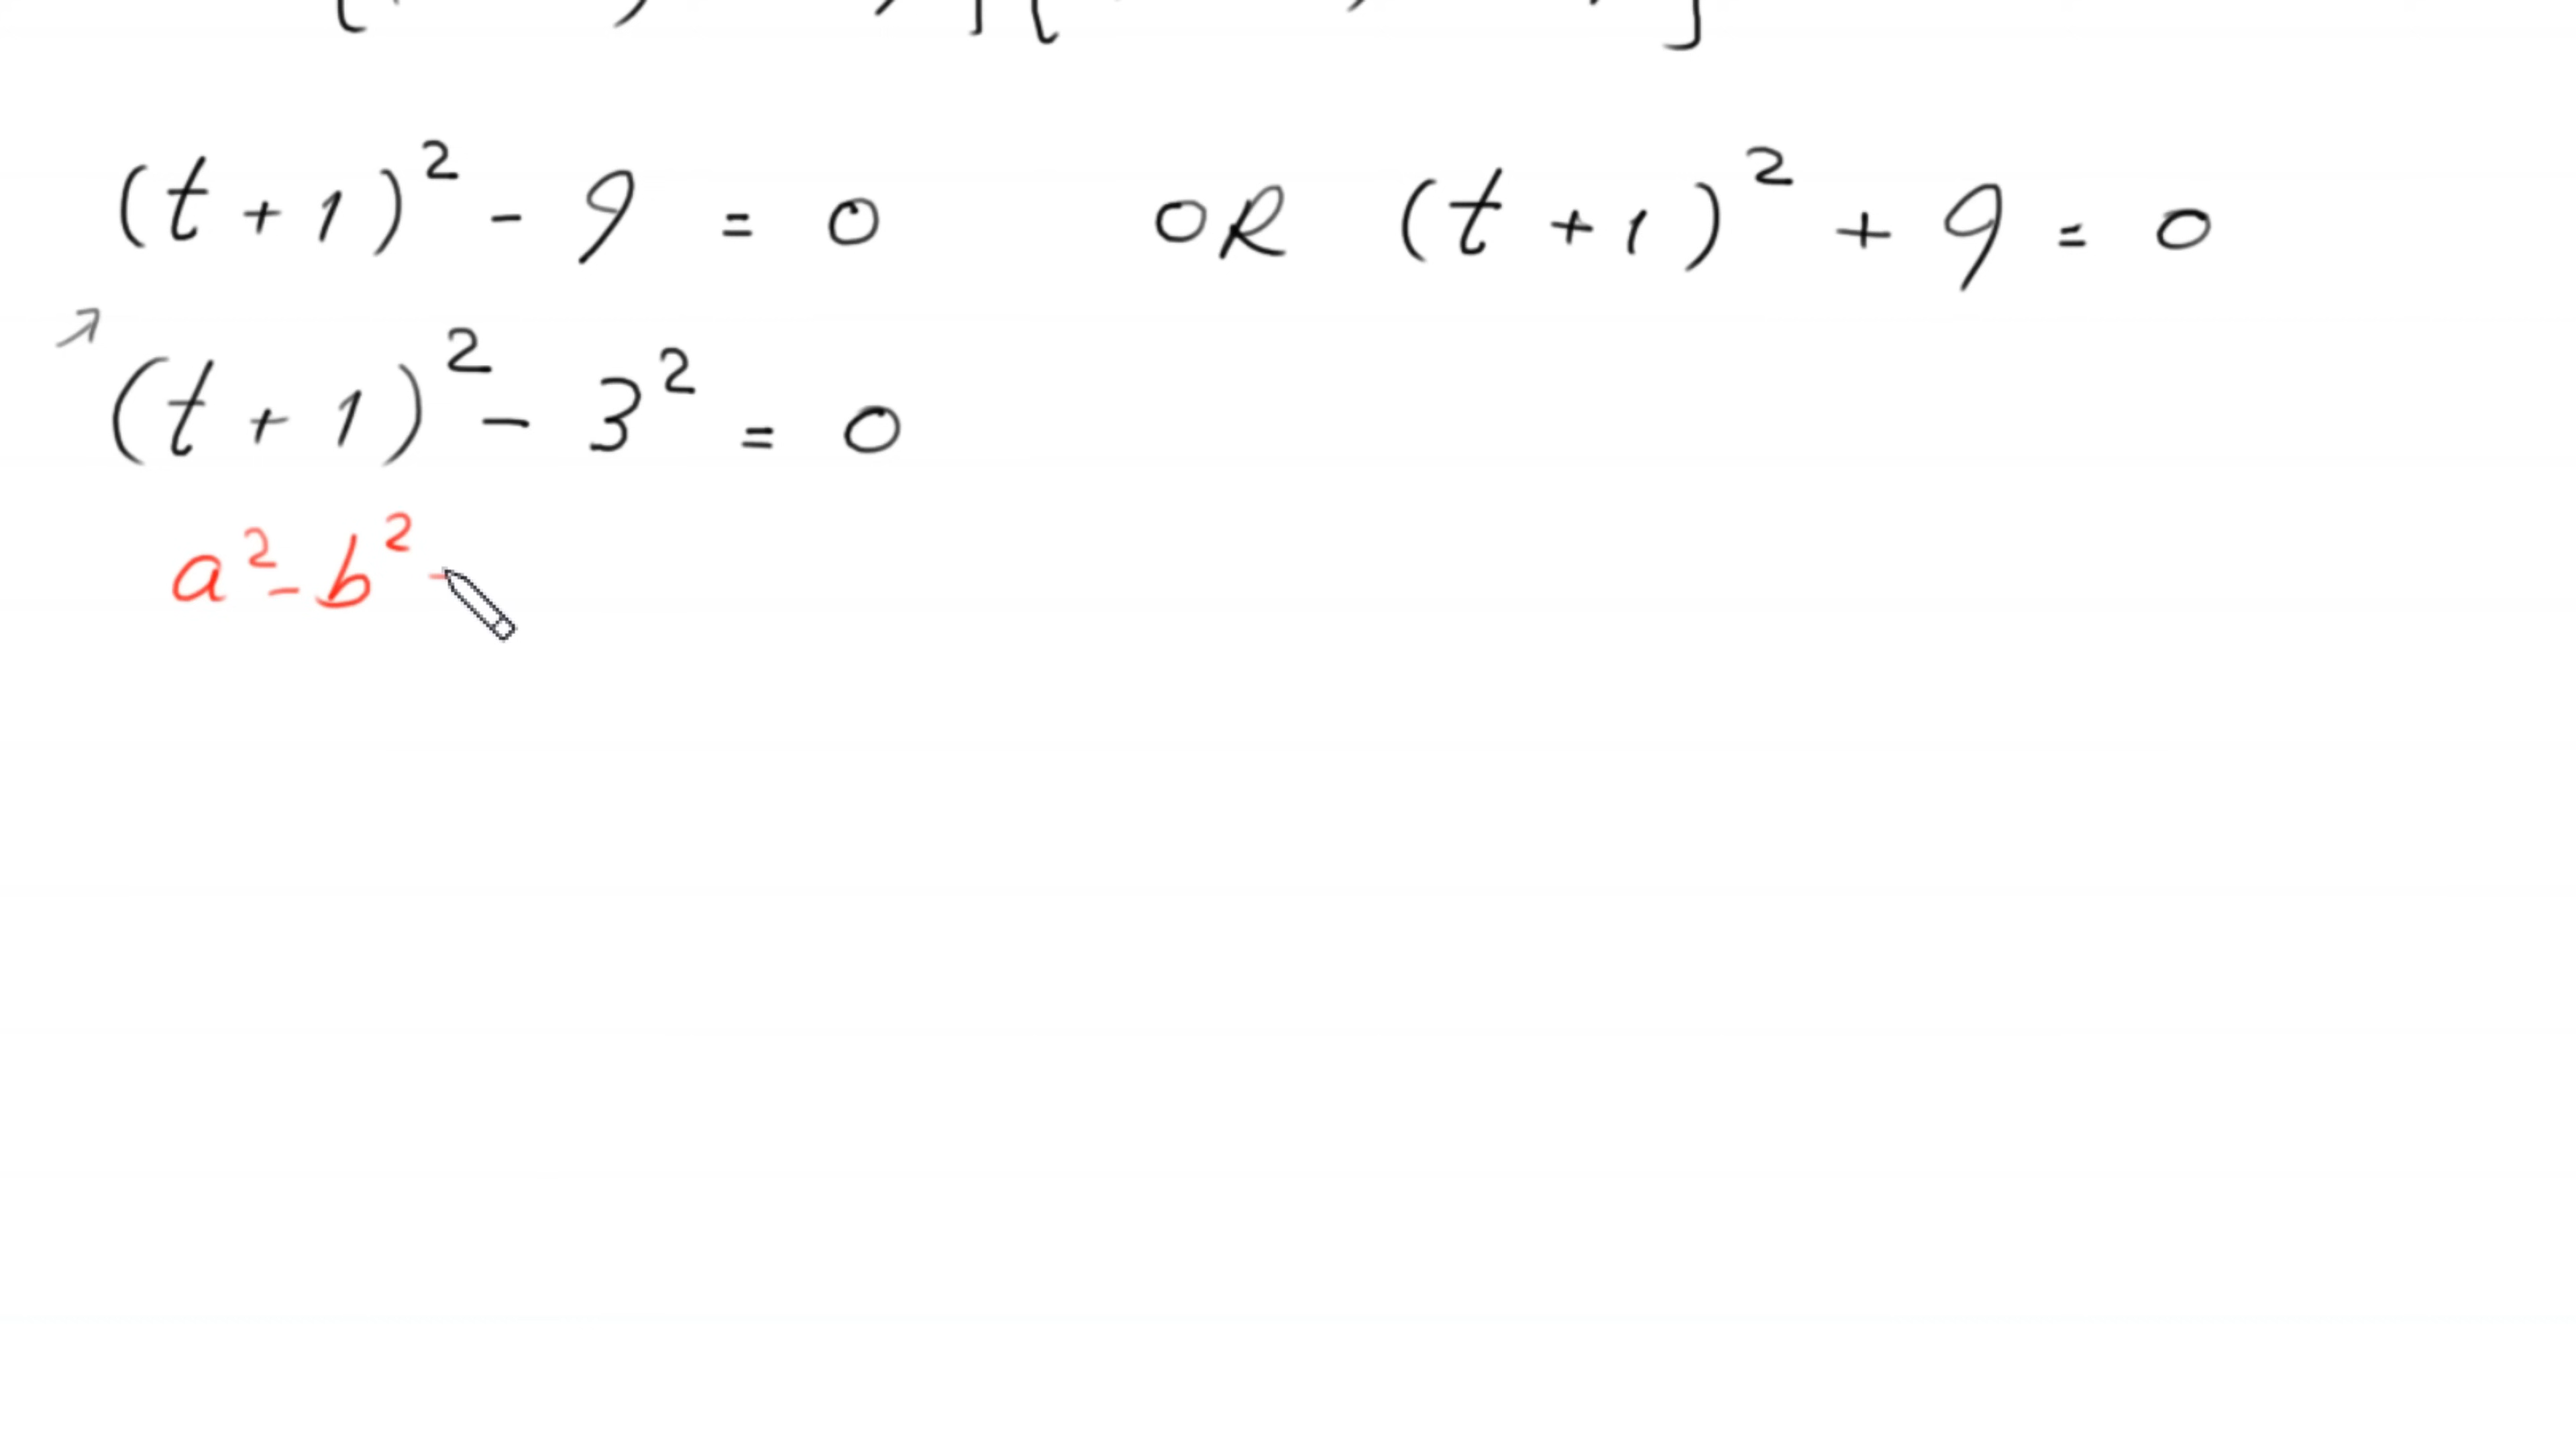 (t + 1)² - 9 = 0 OR (t + 1)² + 9 = 0
(t + 1)² - 3² = 0
a² - b² -